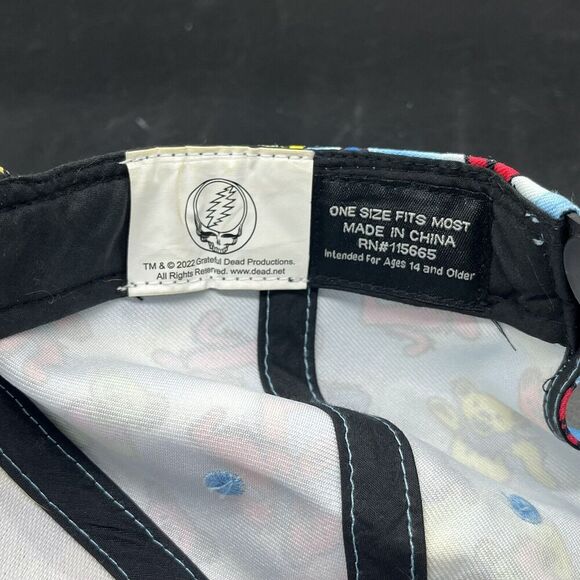 TM & © 2022 Grateful Dead Productions.
All Rights Reserved. www.dead.net
ONE SIZE FITS MOST
MADE IN CHINA
RN#115665
Intended For Ages 14 and Older